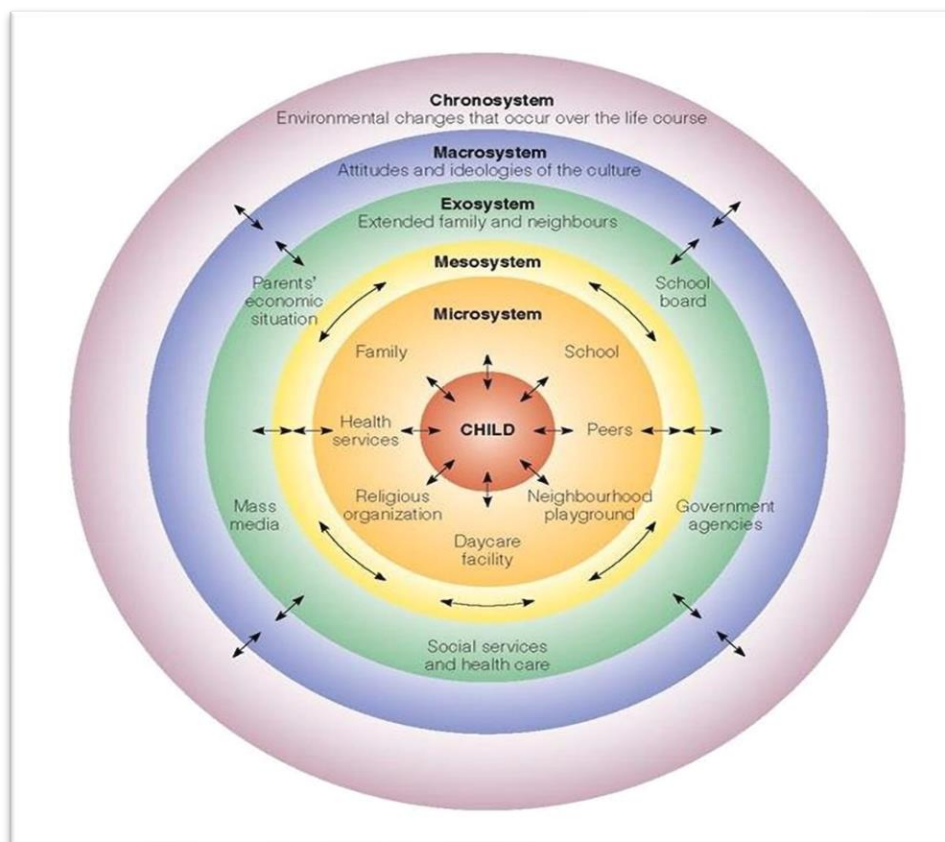 Chronosystem
Environmental changes that occur over the life course
Macrosystem
Attitudes and ideologies of the culture
Exosystem
Extended family and neighbours
Mesosystem
Parents'
economic
situation
School
board
Microsystem
Family
School
Health
services
CHILD
Peers
Religious
organization
Neighbourhood
playground
Mass
media
Government
agencies
Daycare
facility
Social services
and health care